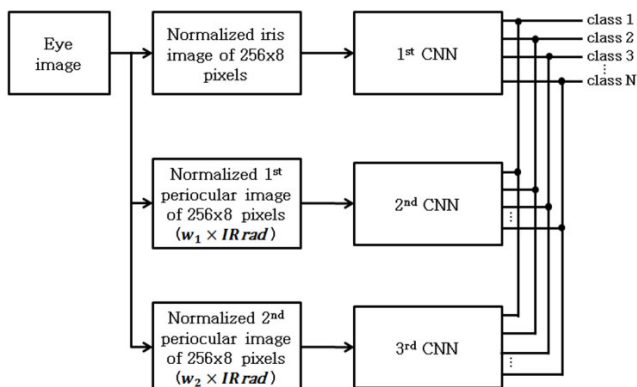 Eye
image
Normalized iris
image of 256x8
pixels
1st CNN
class 1
class 2
class 3
⋮
class N
Normalized 1st
periocular image
of 256x8 pixels
(w1 × IRrad)
2nd CNN
⋮
Normalized 2nd
periocular image
of 256x8 pixels
(w2 × IRrad)
3rd CNN
⋮